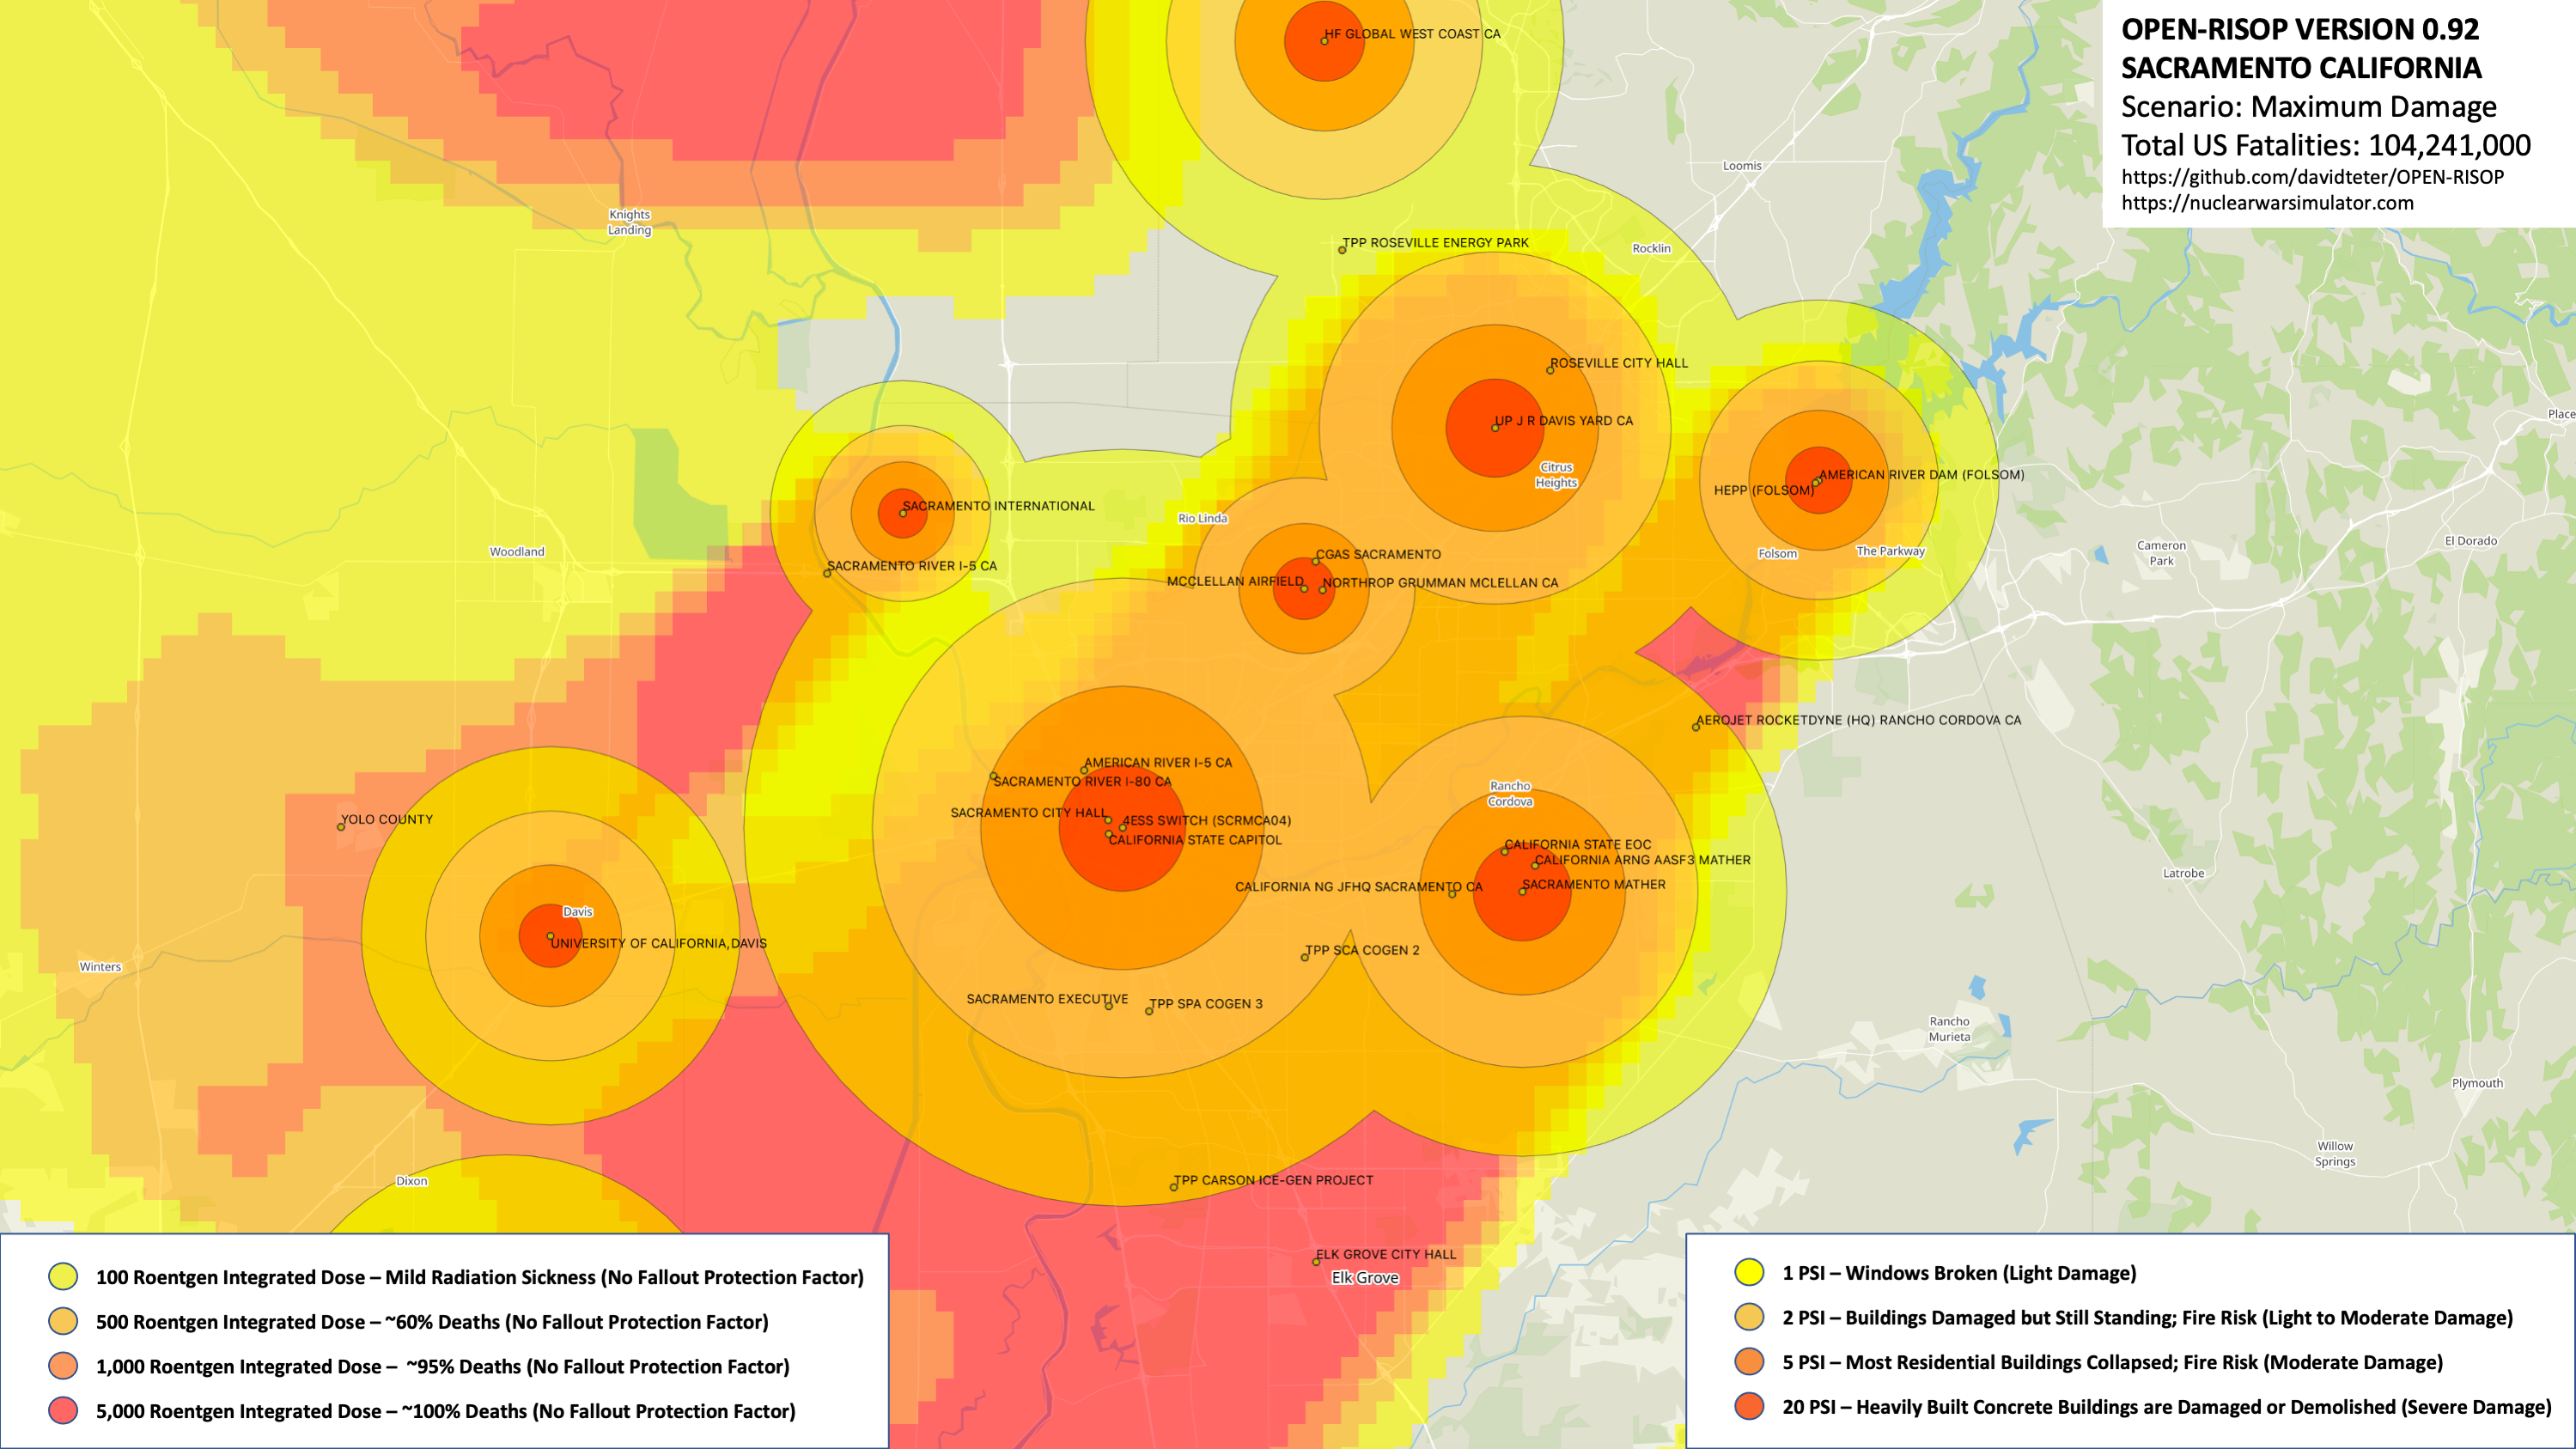 OPEN-RISOP VERSION 0.92
SACRAMENTO CALIFORNIA
Scenario: Maximum Damage
Total US Fatalities: 104,241,000
https://github.com/davidteter/OPEN-RISOP
https://nuclearwarsimulator.com
HF GLOBAL WEST COAST CA
Loomis
Knights
Landing
TPP ROSEVILLE ENERGY PARK
Rocklin
ROSEVILLE CITY HALL
Place
UP J R DAVIS YARD CA
Citrus
Heights
AMERICAN RIVER DAM (FOLSOM)
HEPP (FOLSOM)
SACRAMENTO INTERNATIONAL
Rio Linda
El Dorado
Cameron
Park
Woodland
CGAS SACRAMENTO
Folsom
The Parkway
SACRAMENTO RIVER I-5 CA
MCCLELLAN AIRFIELD
NORTHROP GRUMMAN MCLELLAN CA
AEROJET ROCKETDYNE (HQ) RANCHO CORDOVA CA
AMERICAN RIVER I-5 CA
SACRAMENTO RIVER I-80 CA
Rancho
Cordova
SACRAMENTO CITY HALL
4ESS SWITCH (SCRMCA04)
CALIFORNIA STATE CAPITOL
YOLO COUNTY
CALIFORNIA STATE EOC
CALIFORNIA ARNG AASF3 MATHER
CALIFORNIA NG JFHQ SACRAMENTO CA
SACRAMENTO MATHER
Latrobe
Davis
UNIVERSITY OF CALIFORNIA,DAVIS
TPP SCA COGEN 2
Winters
SACRAMENTO EXECUTIVE
TPP SPA COGEN 3
Rancho
Murieta
Plymouth
Willow
Springs
Dixon
TPP CARSON ICE-GEN PROJECT
ELK GROVE CITY HALL
Elk Grove
100 Roentgen Integrated Dose – Mild Radiation Sickness (No Fallout Protection Factor)
500 Roentgen Integrated Dose – ~60% Deaths (No Fallout Protection Factor)
1,000 Roentgen Integrated Dose – ~95% Deaths (No Fallout Protection Factor)
5,000 Roentgen Integrated Dose – ~100% Deaths (No Fallout Protection Factor)
1 PSI – Windows Broken (Light Damage)
2 PSI – Buildings Damaged but Still Standing; Fire Risk (Light to Moderate Damage)
5 PSI – Most Residential Buildings Collapsed; Fire Risk (Moderate Damage)
20 PSI – Heavily Built Concrete Buildings are Damaged or Demolished (Severe Damage)